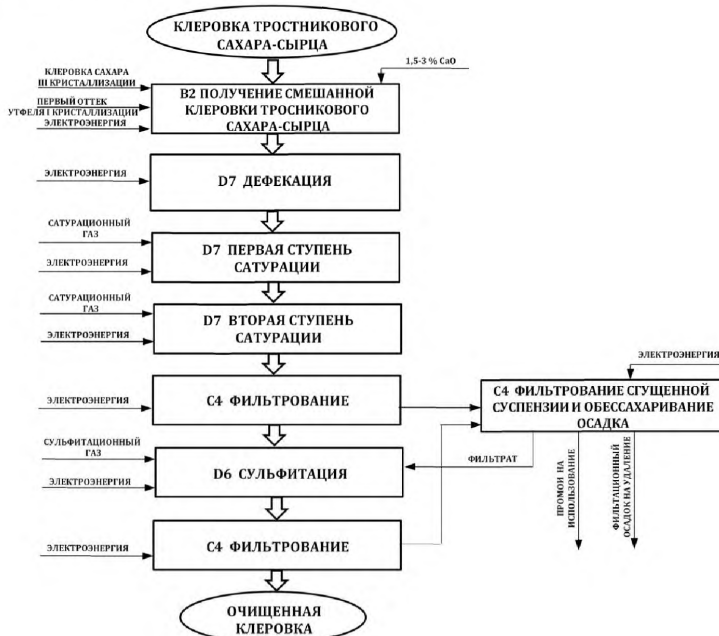 КЛЕРОВКА ТРОСТНИКОВОГО
САХАРА-СЫРЦА
КЛЕРОВКА САХАРА
III КРИСТАЛЛИЗАЦИИ
1,5-3 % CaO
ПЕРВЫЙ ОТТЕК
УТФЕЛЯ I КРИСТАЛЛИЗАЦИИ
ЭЛЕКТРОЭНЕРГИЯ
B2 ПОЛУЧЕНИЕ СМЕШАННОЙ
КЛЕРОВКИ ТРОСНИКОВОГО
САХАРА-СЫРЦА
ЭЛЕКТРОЭНЕРГИЯ
D7 ДЕФЕКАЦИЯ
САТУРАЦИОННЫЙ
ГАЗ
ЭЛЕКТРОЭНЕРГИЯ
D7 ПЕРВАЯ СТУПЕНЬ
САТУРАЦИИ
САТУРАЦИОННЫЙ
ГАЗ
ЭЛЕКТРОЭНЕРГИЯ
D7 ВТОРАЯ СТУПЕНЬ
САТУРАЦИИ
ЭЛЕКТРОЭНЕРГИЯ
C4 ФИЛЬТРОВАНИЕ
ЭЛЕКТРОЭНЕРГИЯ
C4 ФИЛЬТРОВАНИЕ СГУЩЕННОЙ
СУСПЕНЗИИ И ОБЕССАХАРИВАНИЕ
ОСАДКА
СУЛЬФИТАЦИОННЫЙ
ГАЗ
ЭЛЕКТРОЭНЕРГИЯ
D6 СУЛЬФИТАЦИЯ
ФИЛЬТРАТ
ПРОМОИ НА
ИСПОЛЬЗОВАНИЕ
ФИЛЬТАЦИОННЫЙ
ОСАДОК НА УДАЛЕНИЕ
ЭЛЕКТРОЭНЕРГИЯ
C4 ФИЛЬТРОВАНИЕ
ОЧИЩЕННАЯ
КЛЕРОВКА